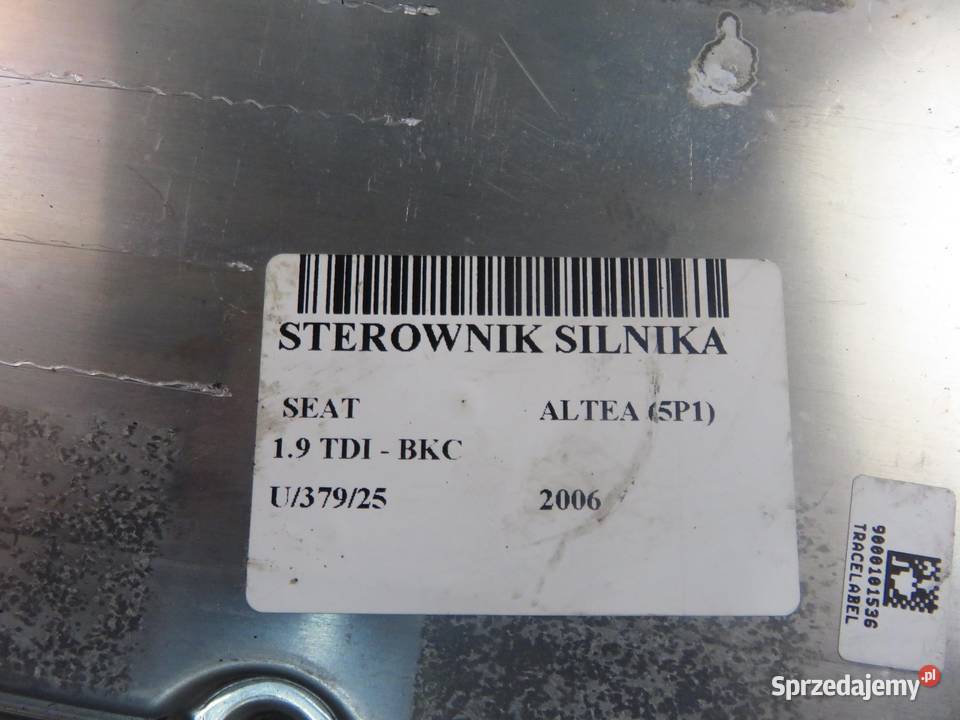 STEROWNIK SILNIKA
SEAT ALTEA (5P1)
1.9 TDI - BKC
U/379/25 2006
9000101536
TRACELABEL
Sprzedajemy.pl